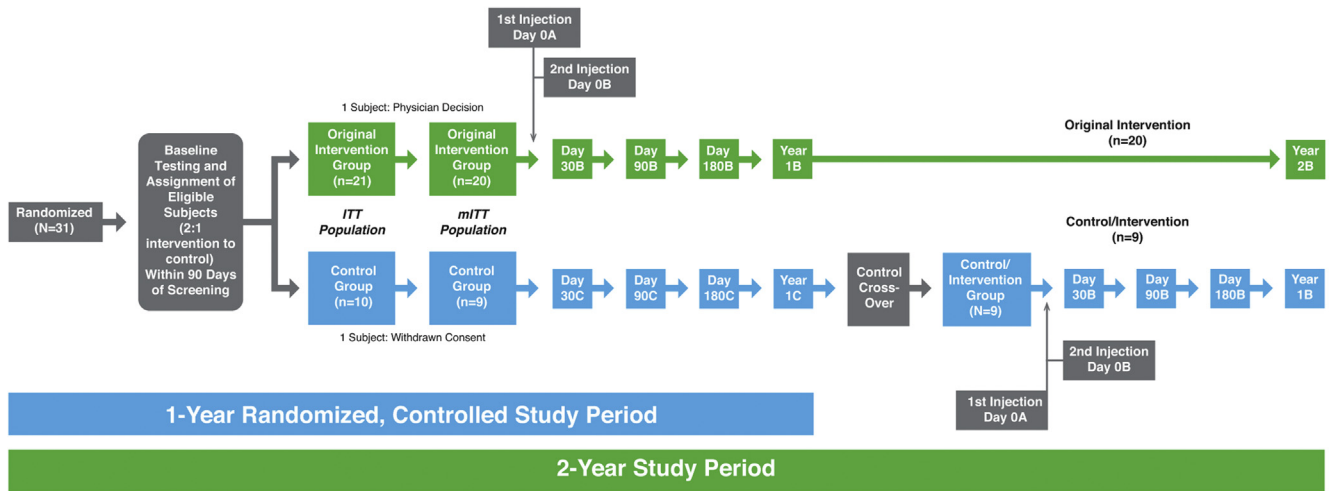 1st Injection
Day 0A
2nd Injection
Day 0B
1 Subject: Physician Decision
Randomized
(N=31)
Baseline
Testing and
Assignment of
Eligible
Subjects
(2:1
intervention to
control)
Within 90 Days
of Screening
Original
Intervention
Group
(n=21)
Original
Intervention
Group
(n=20)
Day
30B
Day
90B
Day
180B
Year
1B
Original Intervention
(n=20)
Year
2B
ITT
Population
mITT
Population
Control
Group
(n=10)
Control
Group
(n=9)
Day
30C
Day
90C
Day
180C
Year
1C
Control
Cross-
Over
Control/
Intervention
Group
(N=9)
Control/Intervention
(n=9)
Day
30B
Day
90B
Day
180B
Year
1B
1 Subject: Withdrawn Consent
2nd Injection
Day 0B
1st Injection
Day 0A
1-Year Randomized, Controlled Study Period
2-Year Study Period